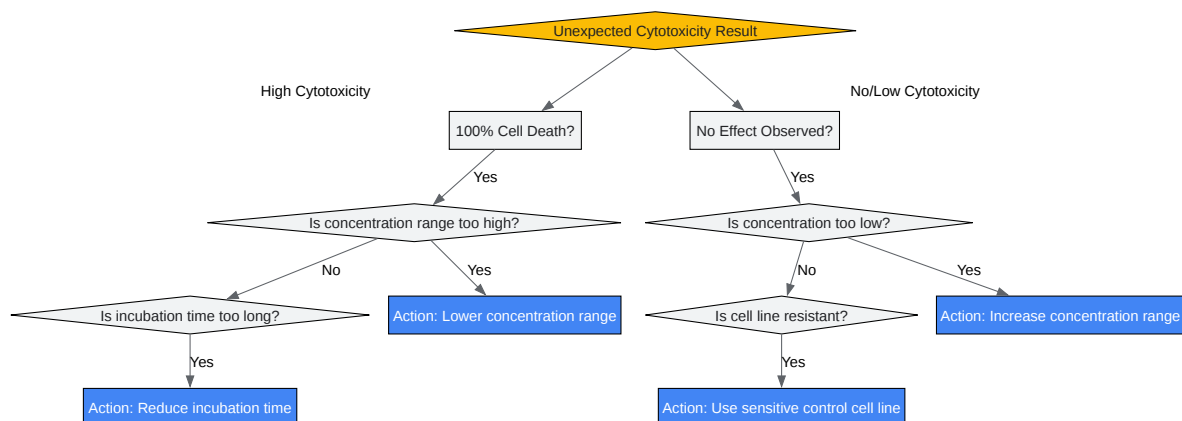 Unexpected Cytotoxicity Result
High Cytotoxicity
No/Low Cytotoxicity
100% Cell Death?
No Effect Observed?
Yes
Yes
Is concentration range too high?
Is concentration too low?
No
Yes
No
Yes
Is incubation time too long?
Action: Lower concentration range
Is cell line resistant?
Action: Increase concentration range
Yes
Yes
Action: Reduce incubation time
Action: Use sensitive control cell line